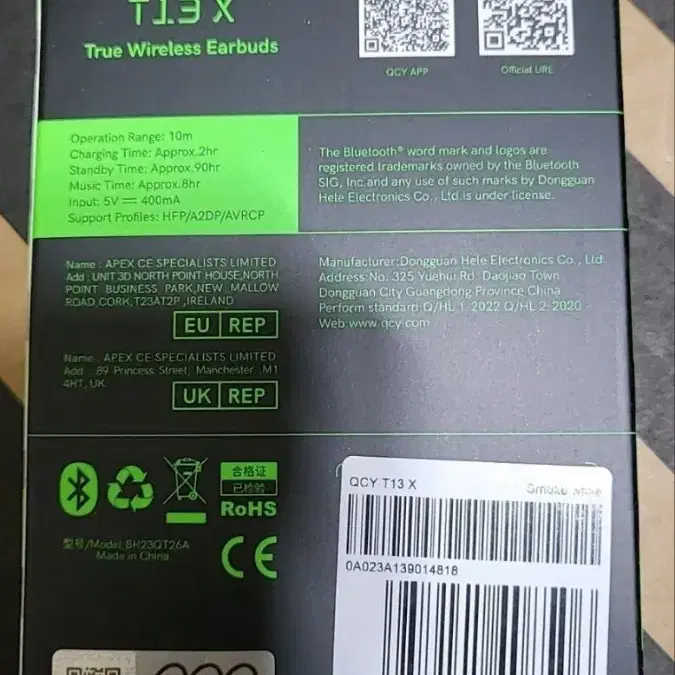 T13 X
True Wireless Earbuds
QCY APP
Official URL
Operation Range: 10m
Charging Time: Approx.2hr
Standby Time: Approx.90hr
Music Time: Approx.8hr
Input: 5V ⎓ 400mA
Support Profiles: HFP/A2DP/AVRCP
The Bluetooth® word mark and logos are
registered trademarks owned by the Bluetooth
SIG, Inc and any use of such marks by Dongguan
Hele Electronics Co., Ltd.is under license.
Name : APEX CE SPECIALISTS LIMITED
Add : UNIT 3D NORTH POINT HOUSE,NORTH
POINT BUSINESS PARK,NEW MALLOW
ROAD,CORK,T23AT2P ,IRELAND
EU REP
Name : APEX CE SPECIALISTS LIMITED
Add : 89 Princess Street, Manchester ,M1
4HT, UK
UK REP
Manufacturer:Dongguan Hele Electronics Co., Ltd.
Address:No. 325 Yuehui Rd. Daojiao Town
Dongguan City Guangdong Province China
Perform standard:Q/HL 1-2022 Q/HL 2-2020
Web:www.qcy.com
合格证
已检验
RoHS
型号/Model:BH23QT26A
Made in China
CE
QCY T13 X
0A023A139014818